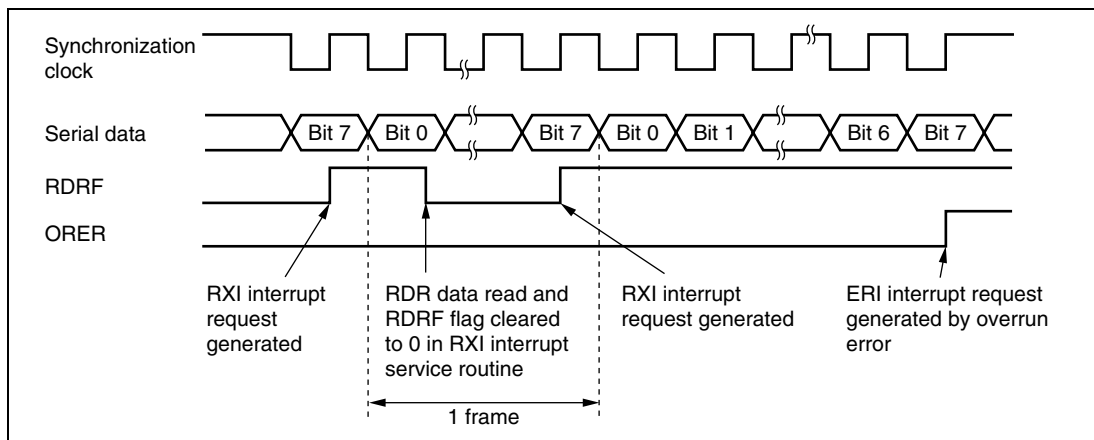 Synchronization
clock
Serial data
Bit 7
Bit 0
Bit 7
Bit 0
Bit 1
Bit 6
Bit 7
RDRF
ORER
RXI interrupt
request
generated
RDR data read and
RDRF flag cleared
to 0 in RXI interrupt
service routine
RXI interrupt
request generated
ERI interrupt request
generated by overrun
error
1 frame